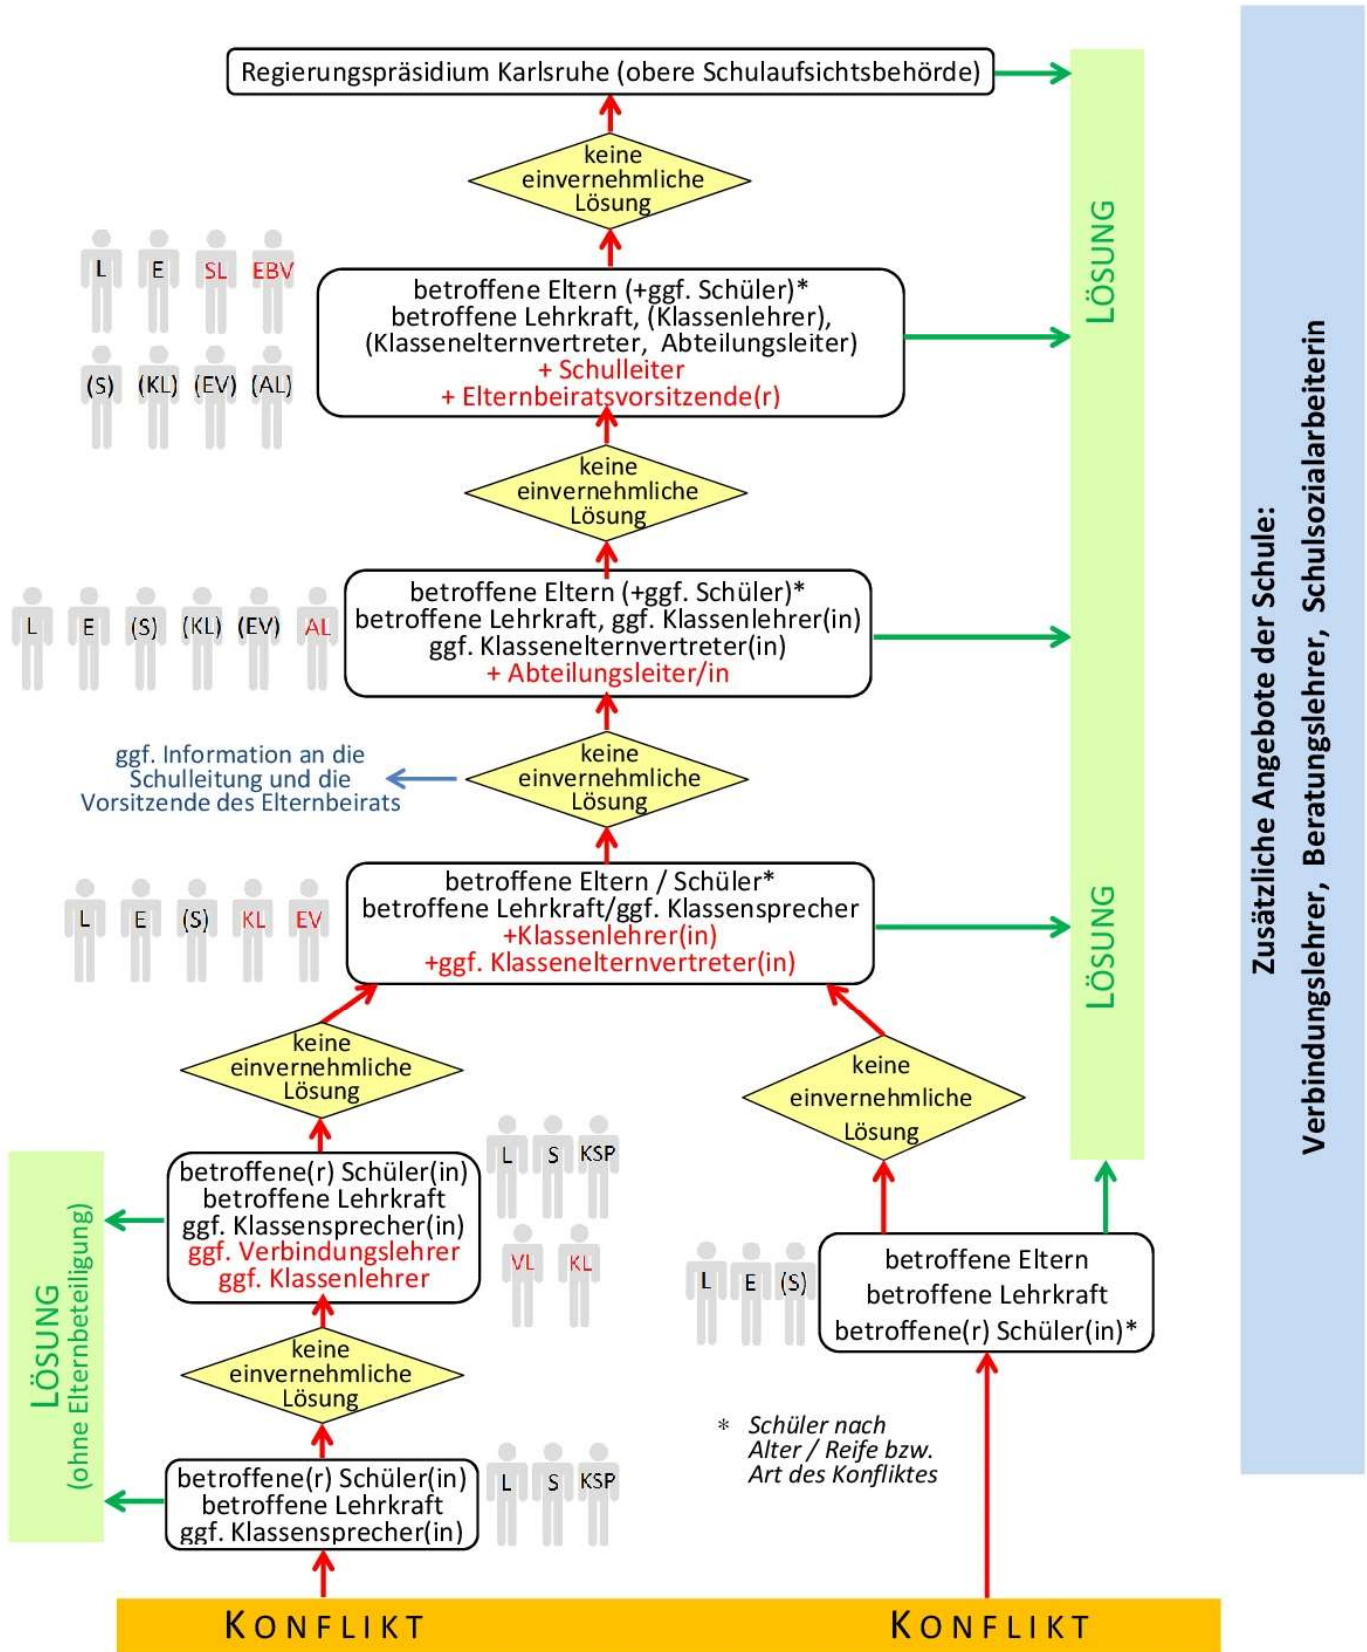 Regierungspräsidium Karlsruhe (obere Schulaufsichtsbehörde)
keine
einvernehmliche
Lösung
L E SL EBV
(S) (KL) (EV) (AL)
betroffene Eltern (+ggf. Schüler)*
betroffene Lehrkraft, (Klassenlehrer),
(Klassenelternvertreter, Abteilungsleiter)
+ Schulleiter
+ Elternbeiratsvorsitzende(r)
LÖSUNG
keine
einvernehmliche
Lösung
L E (S) (KL) (EV) AL
betroffene Eltern (+ggf. Schüler)*
betroffene Lehrkraft, ggf. Klassenlehrer(in)
ggf. Klassenelternvertreter(in)
+ Abteilungsleiter/in
ggf. Information an die
Schulleitung und die
Vorsitzende des Elternbeirats
keine
einvernehmliche
Lösung
L E (S) KL EV
betroffene Eltern / Schüler*
betroffene Lehrkraft/ggf. Klassensprecher
+Klassenlehrer(in)
+ggf. Klassenelternvertreter(in)
LÖSUNG
keine
einvernehmliche
Lösung
keine
einvernehmliche
Lösung
betroffene(r) Schüler(in)
betroffene Lehrkraft
ggf. Klassensprecher(in)
ggf. Verbindungslehrer
ggf. Klassenlehrer
L S KSP
VL KL
L E (S)
betroffene Eltern
betroffene Lehrkraft
betroffene(r) Schüler(in)*
LÖSUNG
(ohne Elternbeteiligung)
keine
einvernehmliche
Lösung
* Schüler nach
Alter / Reife bzw.
Art des Konfliktes
betroffene(r) Schüler(in)
betroffene Lehrkraft
ggf. Klassensprecher(in)
L S KSP
KONFLIKT
KONFLIKT
Zusätzliche Angebote der Schule:
Verbindungslehrer, Beratungslehrer, Schulsozialarbeiterin